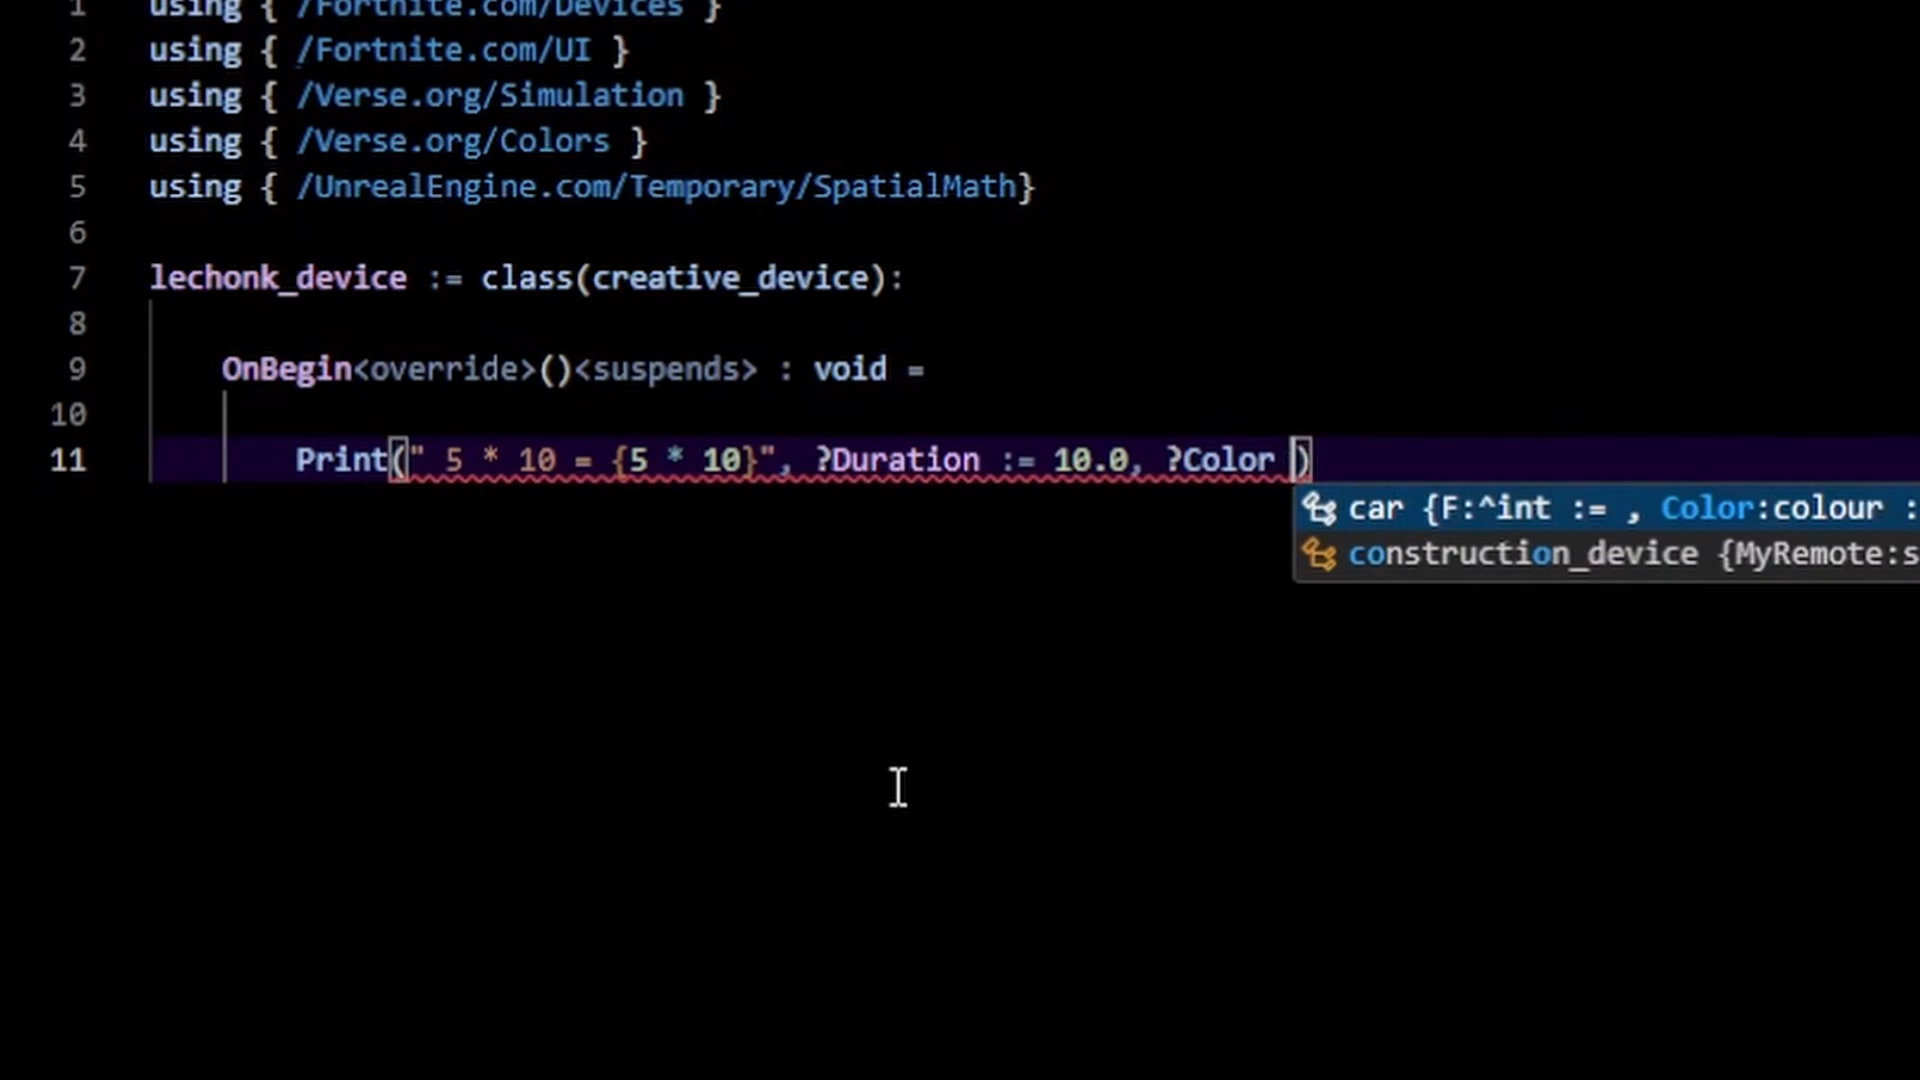 1 using { /Fortnite.com/Devices }
2 using { /Fortnite.com/UI }
3 using { /Verse.org/Simulation }
4 using { /Verse.org/Colors }
5 using { /UnrealEngine.com/Temporary/SpatialMath}
6
7 lechonk_device := class(creative_device):
8
9 OnBegin<override>()<suspends> : void =
10
11 Print(" 5 * 10 = {5 * 10}", ?Duration := 10.0, ?Color )
car {F:^int := , Color:colour :
construction_device {MyRemote:s